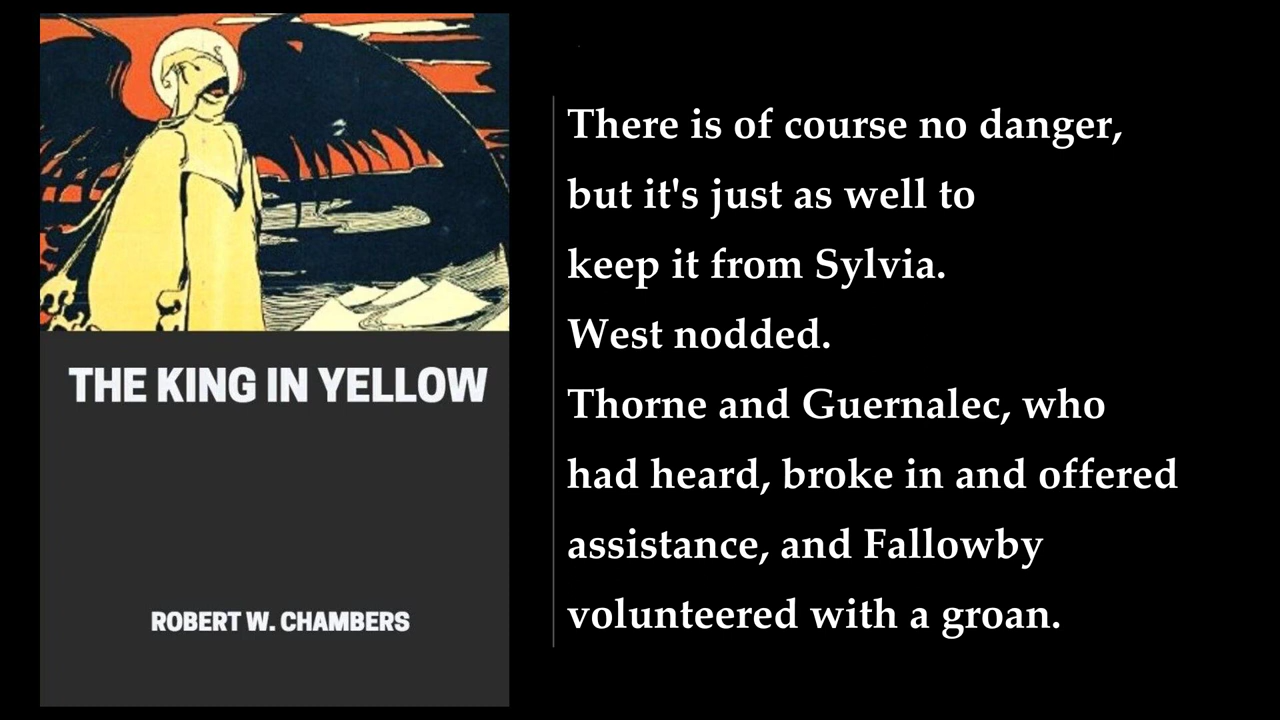 THE KING IN YELLOW
ROBERT W. CHAMBERS
There is of course no danger,
but it's just as well to
keep it from Sylvia.
West nodded.
Thorne and Guernalec, who
had heard, broke in and offered
assistance, and Fallowby
volunteered with a groan.